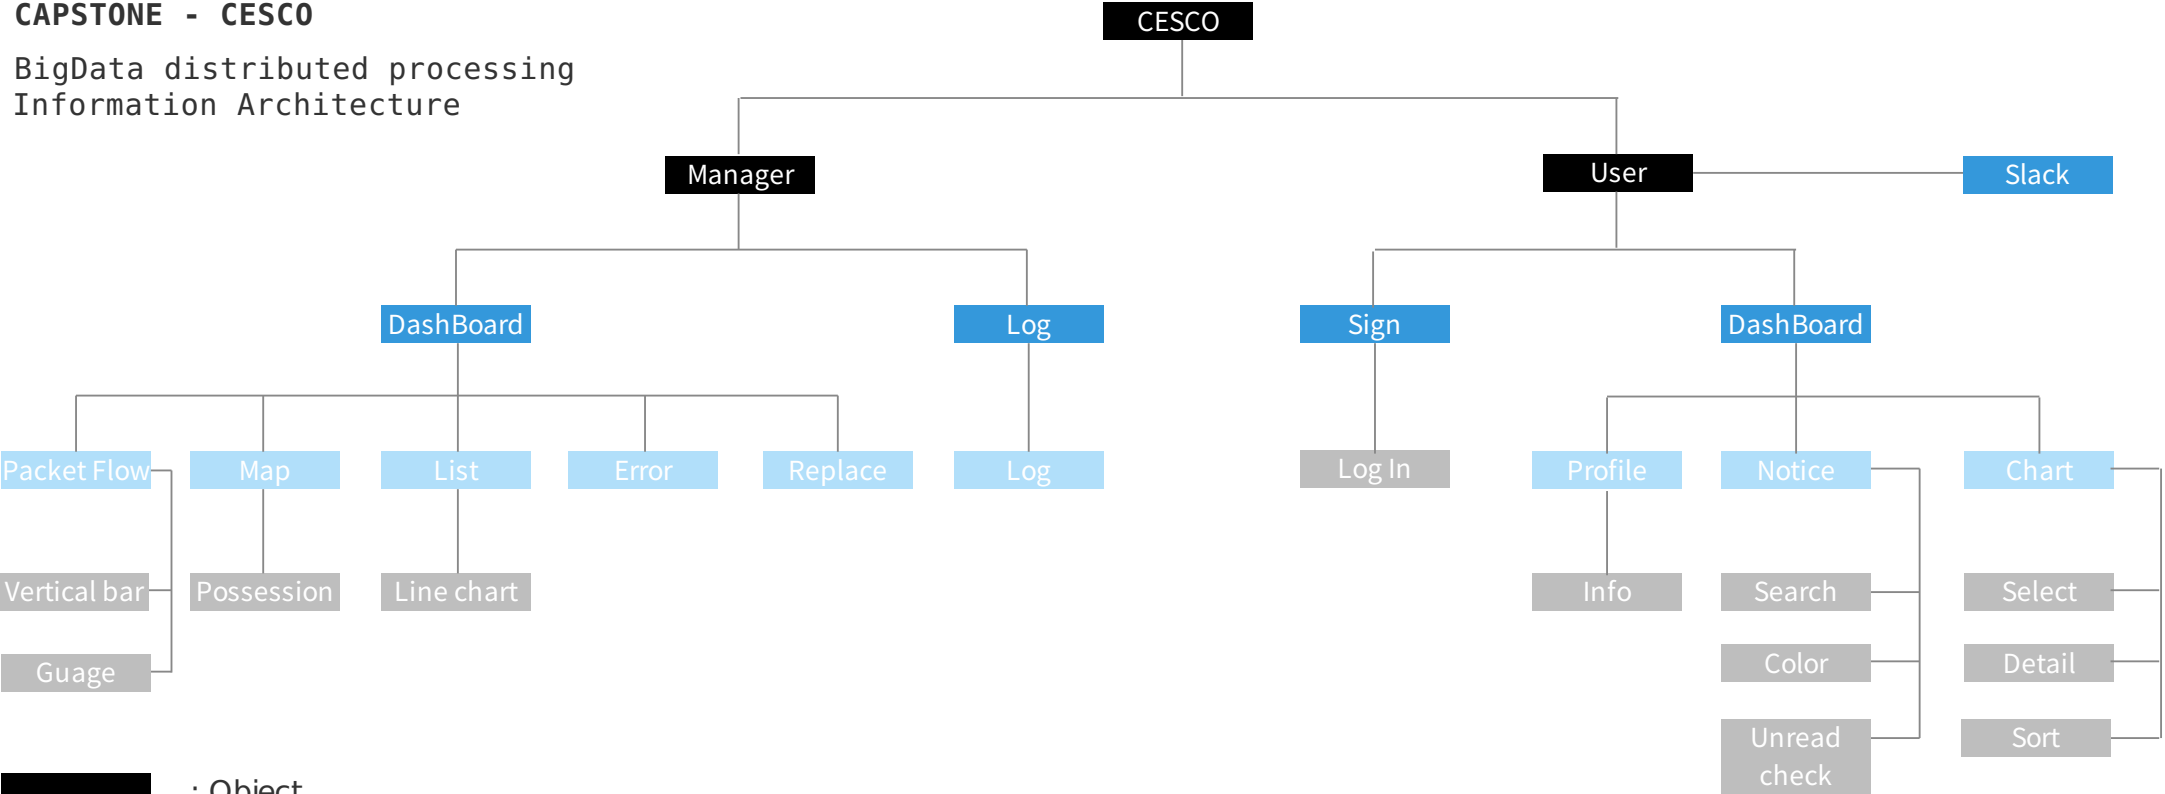 CAPSTONE - CESCO
BigData distributed processing
Information Architecture
CESCO
Manager
User
Slack
DashBoard
Log
Sign
DashBoard
Packet Flow
Map
List
Error
Replace
Log
Log In
Profile
Notice
Chart
Vertical bar
Possession
Line chart
Info
Search
Select
Guage
Color
Detail
Unread
check
Sort
: Object